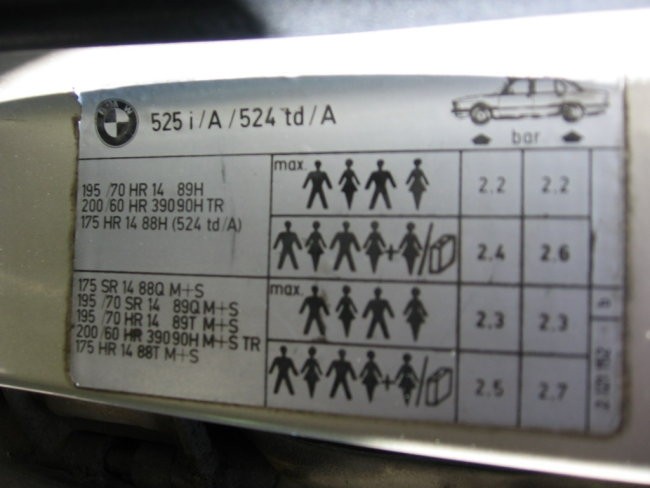 525 i/A/524 td/A
bar
195 /70 HR 14 89H
200/60 HR 390 90H TR
175 HR 14 88H (524 td/A)
max.
2.2 2.2
+ /
2.4 2.6
175 SR 14 88Q M+S
195 /70 SR 14 89Q M+S
195 /70 HR 14 89T M+S
200/60 HR 390 90H M+S TR
175 HR 14 88T M+S
max.
2.3 2.3
+ /
2.5 2.7